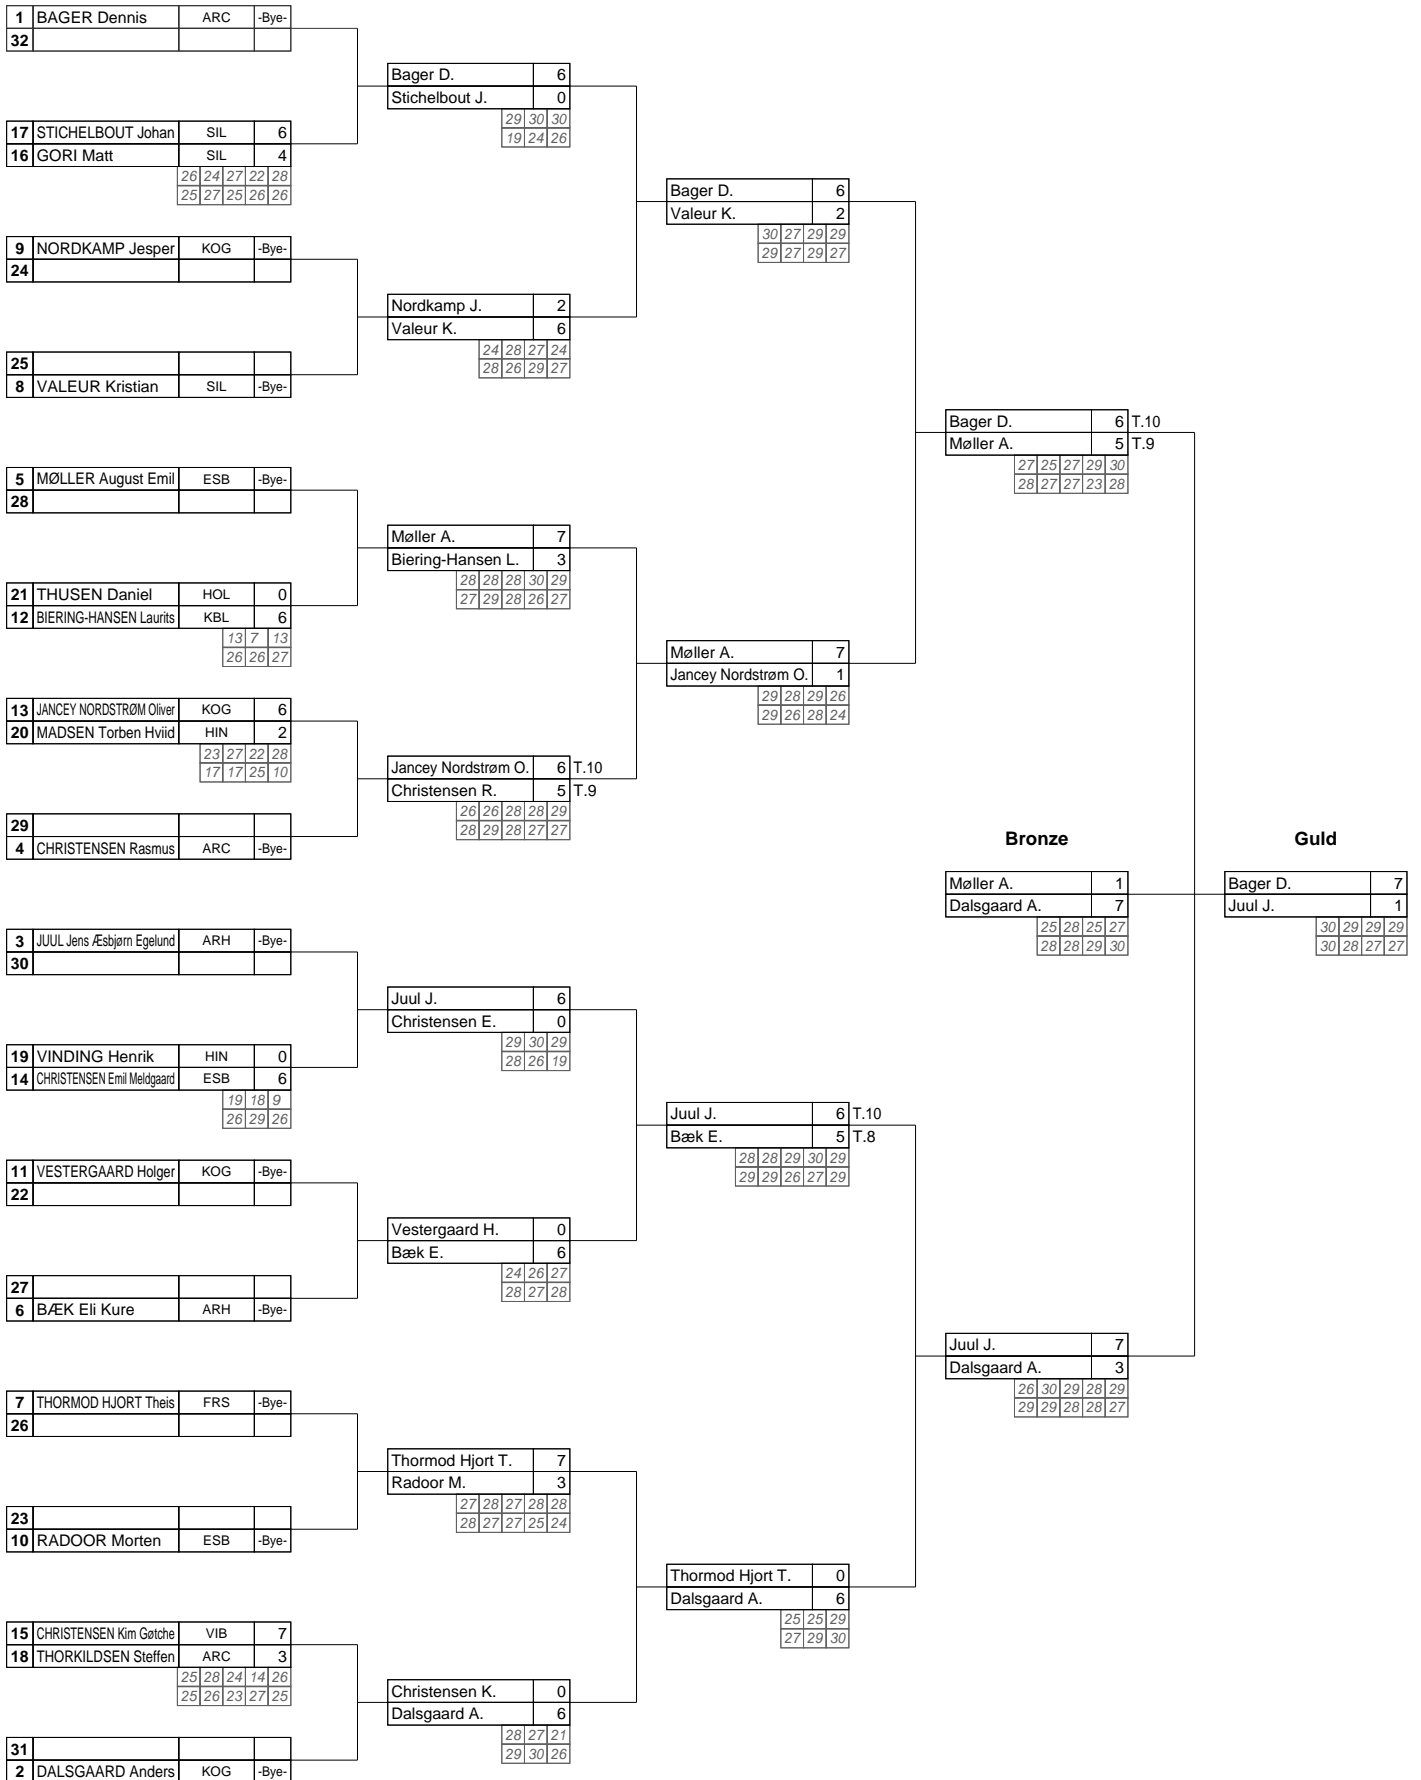 1 BAGER Dennis ARC -Bye-
32
Bager D. 6
Stichelbout J. 0
29 30 30
19 24 26
17 STICHELBOUT Johan SIL 6
16 GORI Matt SIL 4
26 24 27 22 28
25 27 25 26 26
Bager D. 6
Valeur K. 2
30 27 29 29
29 27 29 27
9 NORDKAMP Jesper KOG -Bye-
24
Nordkamp J. 2
Valeur K. 6
24 28 27 24
28 26 29 27
25
8 VALEUR Kristian SIL -Bye-
Bager D. 6 T.10
Møller A. 5 T.9
27 25 27 29 30
28 27 27 23 28
5 MØLLER August Emil ESB -Bye-
28
Møller A. 7
Biering-Hansen L. 3
28 28 28 30 29
27 29 28 26 27
21 THUSEN Daniel HOL 0
12 BIERING-HANSEN Laurits KBL 6
13 7 13
26 26 27
Møller A. 7
Jancey Nordstrøm O. 1
29 28 29 26
29 26 28 24
13 JANCEY NORDSTRØM Oliver KOG 6
20 MADSEN Torben Hviid HIN 2
23 27 22 28
17 17 25 10
Jancey Nordstrøm O. 6 T.10
Christensen R. 5 T.9
26 26 28 28 29
28 29 28 27 27
29
4 CHRISTENSEN Rasmus ARC -Bye-
Bronze Guld
Møller A. 1
Dalsgaard A. 7
25 28 25 27
28 28 29 30
Bager D. 7
Juul J. 1
30 29 29 29
30 28 27 27
3 JUUL Jens Æsbjørn Egelund ARH -Bye-
30
Juul J. 6
Christensen E. 0
29 30 29
28 26 19
19 VINDING Henrik HIN 0
14 CHRISTENSEN Emil Meldgaard ESB 6
19 18 9
26 29 26
Juul J. 6 T.10
Bæk E. 5 T.8
28 28 29 30 29
29 29 26 27 29
11 VESTERGAARD Holger KOG -Bye-
22
Vestergaard H. 0
Bæk E. 6
24 26 27
28 27 28
27
6 BÆK Eli Kure ARH -Bye-
Juul J. 7
Dalsgaard A. 3
26 30 29 28 29
29 29 28 28 27
7 THORMOD HJORT Theis FRS -Bye-
26
Thormod Hjort T. 7
Radoor M. 3
27 28 27 28 28
28 27 27 25 24
23
10 RADOOR Morten ESB -Bye-
Thormod Hjort T. 0
Dalsgaard A. 6
25 25 29
27 29 30
15 CHRISTENSEN Kim Gøtche VIB 7
18 THORKILDSEN Steffen ARC 3
25 28 24 14 26
25 26 23 27 25
Christensen K. 0
Dalsgaard A. 6
28 27 21
29 30 26
31
2 DALSGAARD Anders KOG -Bye-